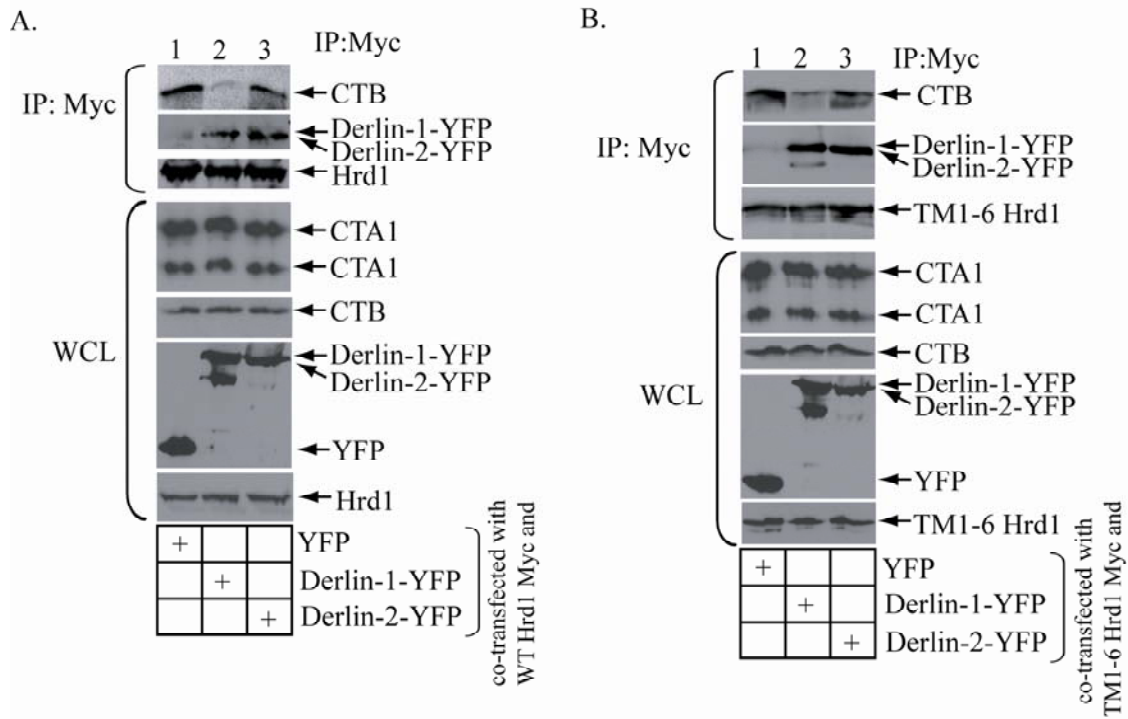 A.
1 2 3 IP:Myc
IP: Myc
CTB
Derlin-1-YFP
Derlin-2-YFP
Hrd1
WCL
CTA1
CTA1
CTB
Derlin-1-YFP
Derlin-2-YFP
YFP
Hrd1
+ YFP
+ Derlin-1-YFP
+ Derlin-2-YFP
co-transfected with
WT Hrd1 Myc and
B.
1 2 3 IP:Myc
IP: Myc
CTB
Derlin-1-YFP
Derlin-2-YFP
TM1-6 Hrd1
WCL
CTA1
CTA1
CTB
Derlin-1-YFP
Derlin-2-YFP
YFP
TM1-6 Hrd1
+ YFP
+ Derlin-1-YFP
+ Derlin-2-YFP
co-transfected with
TM1-6 Hrd1 Myc and